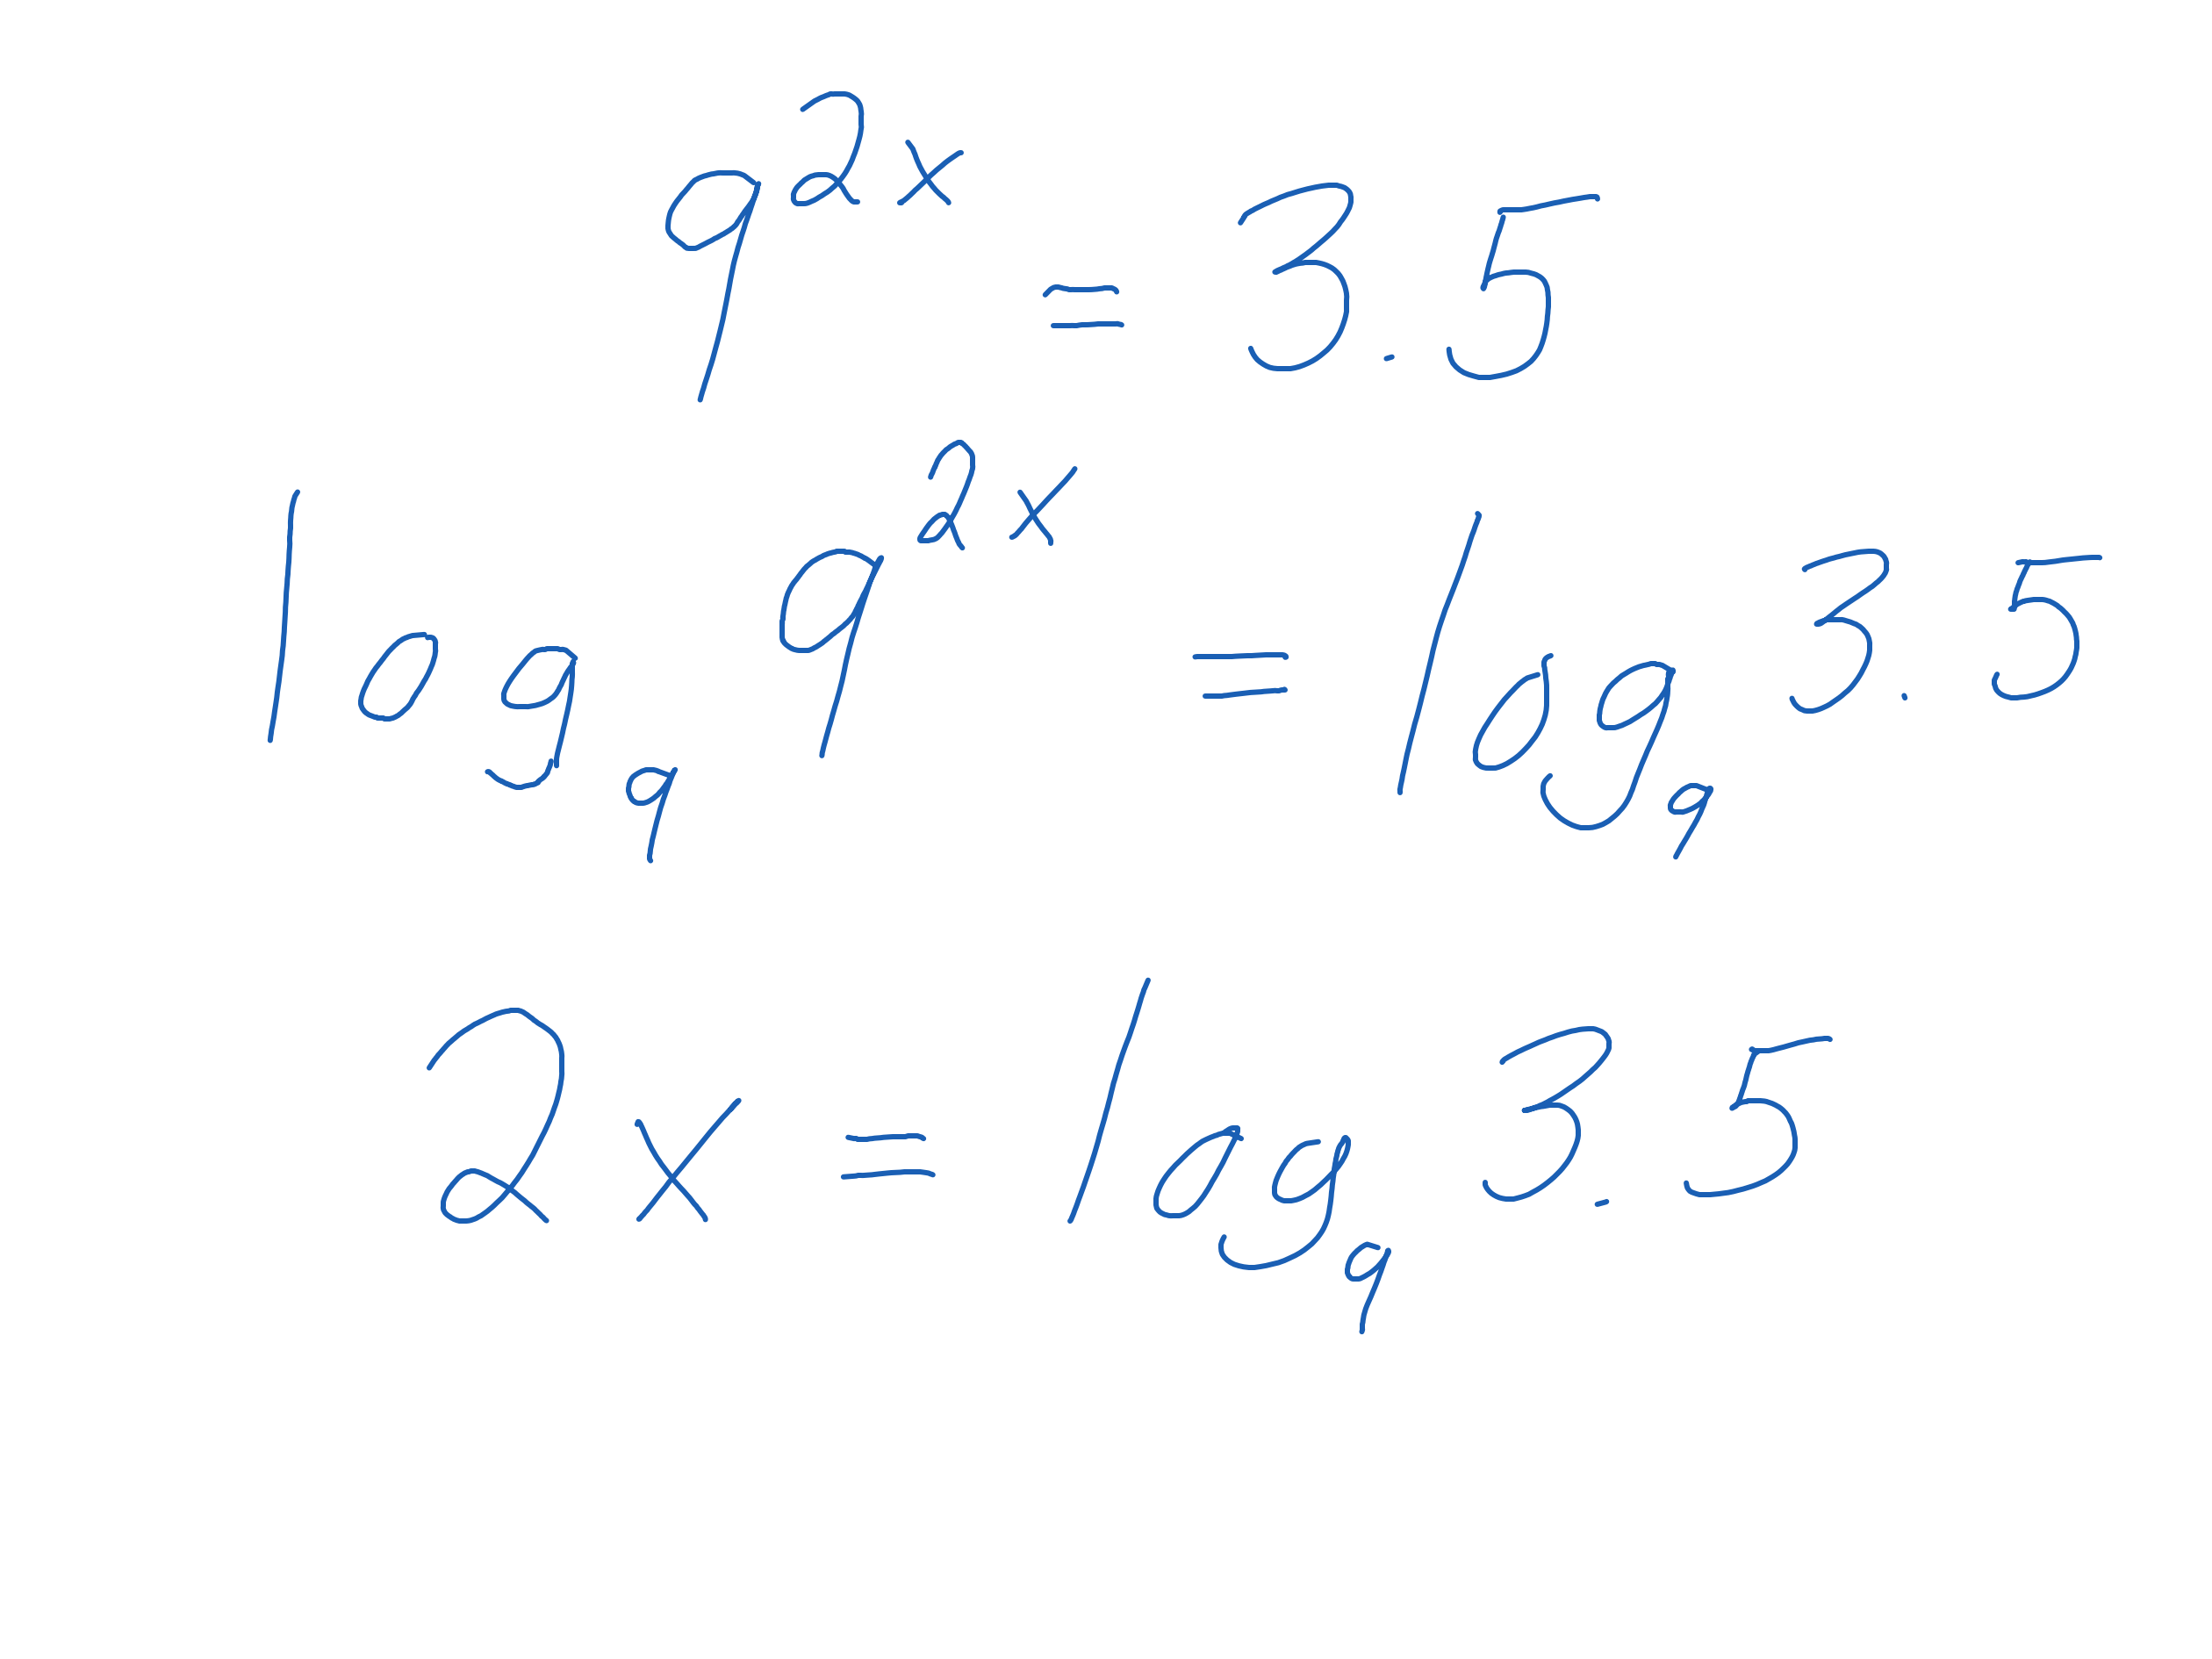 9^{2x} = 3.5
log_9 9^{2x} = log_9 3.5
2x = log_9 3.5